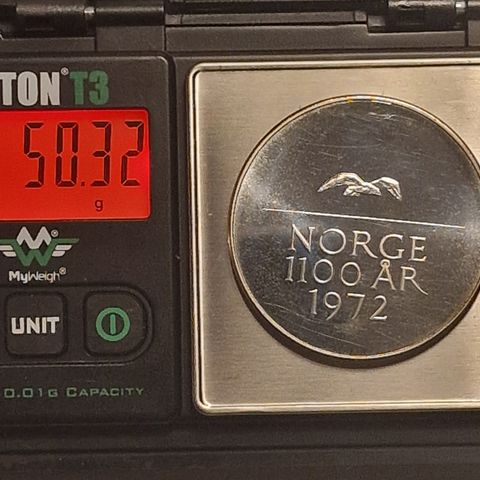 TON® T3
50.32
g
MyWeigh®
UNIT
0.01G CAPACITY
NORGE
1100 ÅR
1972